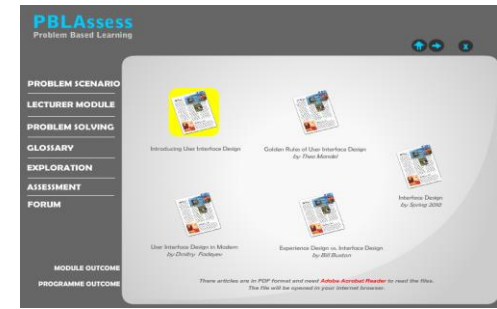 PBLAssess
Problem Based Learning
x
PROBLEM SCENARIO
LECTURER MODULE
PROBLEM SOLVING
GLOSSARY
EXPLORATION
ASSESSMENT
FORUM
MODULE OUTCOME
PROGRAMME OUTCOME
Introducing User Interface Design
Golden Rules of User Interface Design
by Theo Mandel
Interface Design
by Spring 2010
User Interface Design in Modern
by Dmitry Fadeyev
Experience Design vs. Interface Design
by Bill Buxton
There articles are in PDF format and need Adobe Acrobat Reader to read the files.
The file will be opened in your internet browser.